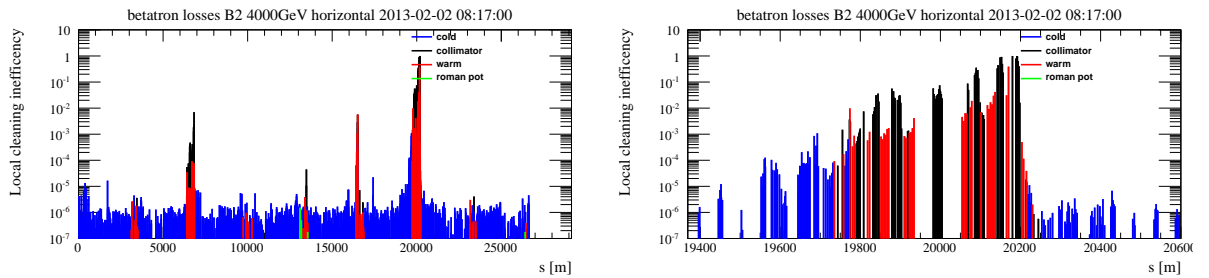 betatron losses B2 4000GeV horizontal 2013-02-02 08:17:00
Local cleaning inefficency
10
1
10-1
10-2
10-3
10-4
10-5
10-6
10-7
cold
collimator
warm
roman pot
0 5000 10000 15000 20000 25000
s [m]
betatron losses B2 4000GeV horizontal 2013-02-02 08:17:00
Local cleaning inefficency
10
1
10-1
10-2
10-3
10-4
10-5
10-6
10-7
cold
collimator
warm
roman pot
19400 19600 19800 20000 20200 20400 20600
s [m]